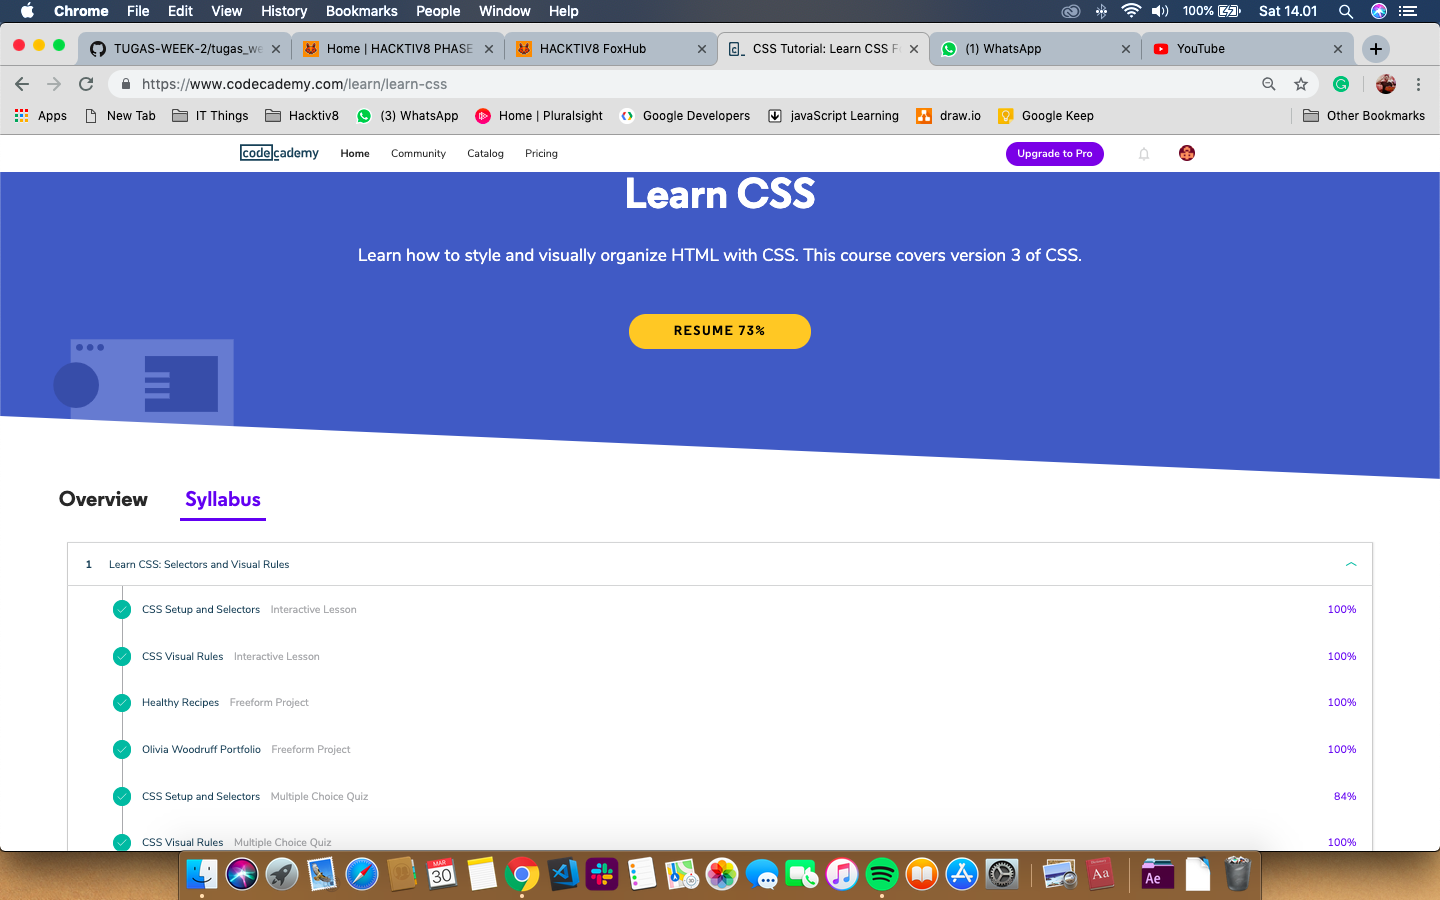 Chrome File Edit View History Bookmarks People Window Help 100% Sat 14.01
TUGAS-WEEK-2/tugas_we Home | HACKTIV8 PHASE HACKTIV8 FoxHub CSS Tutorial: Learn CSS F (1) WhatsApp YouTube
https://www.codecademy.com/learn/learn-css
Apps New Tab IT Things Hacktiv8 (3) WhatsApp Home | Pluralsight Google Developers javaScript Learning draw.io Google Keep Other Bookmarks
codecademy Home Community Catalog Pricing Upgrade to Pro
Learn CSS
Learn how to style and visually organize HTML with CSS. This course covers version 3 of CSS.
RESUME 73%
Overview Syllabus
1 Learn CSS: Selectors and Visual Rules
CSS Setup and Selectors Interactive Lesson 100%
CSS Visual Rules Interactive Lesson 100%
Healthy Recipes Freeform Project 100%
Olivia Woodruff Portfolio Freeform Project 100%
CSS Setup and Selectors Multiple Choice Quiz 84%
CSS Visual Rules Multiple Choice Quiz 100%
MAR
30
Aa
Ae